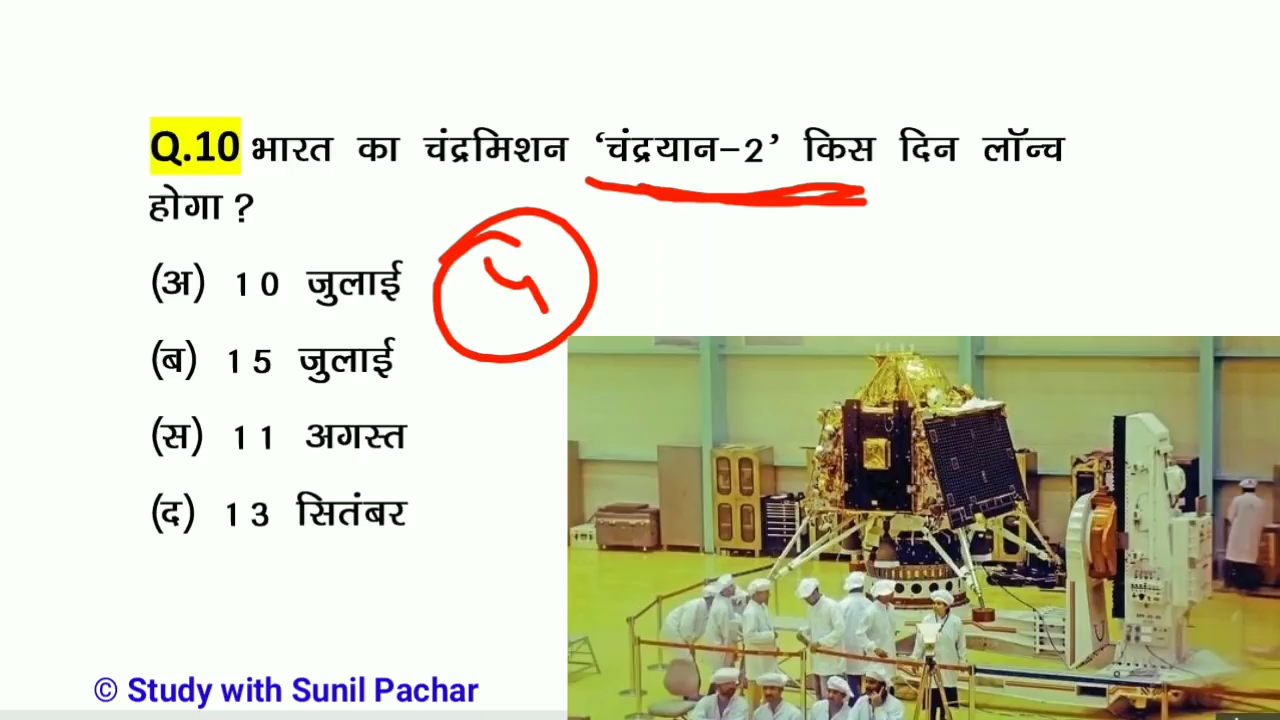 Q.10 भारत का चंद्रमिशन ‘चंद्रयान–2’ किस दिन लॉन्च
होगा ?
(अ) 10 जुलाई
(ब) 15 जुलाई
(स) 11 अगस्त
(द) 13 सितंबर
© Study with Sunil Pachar